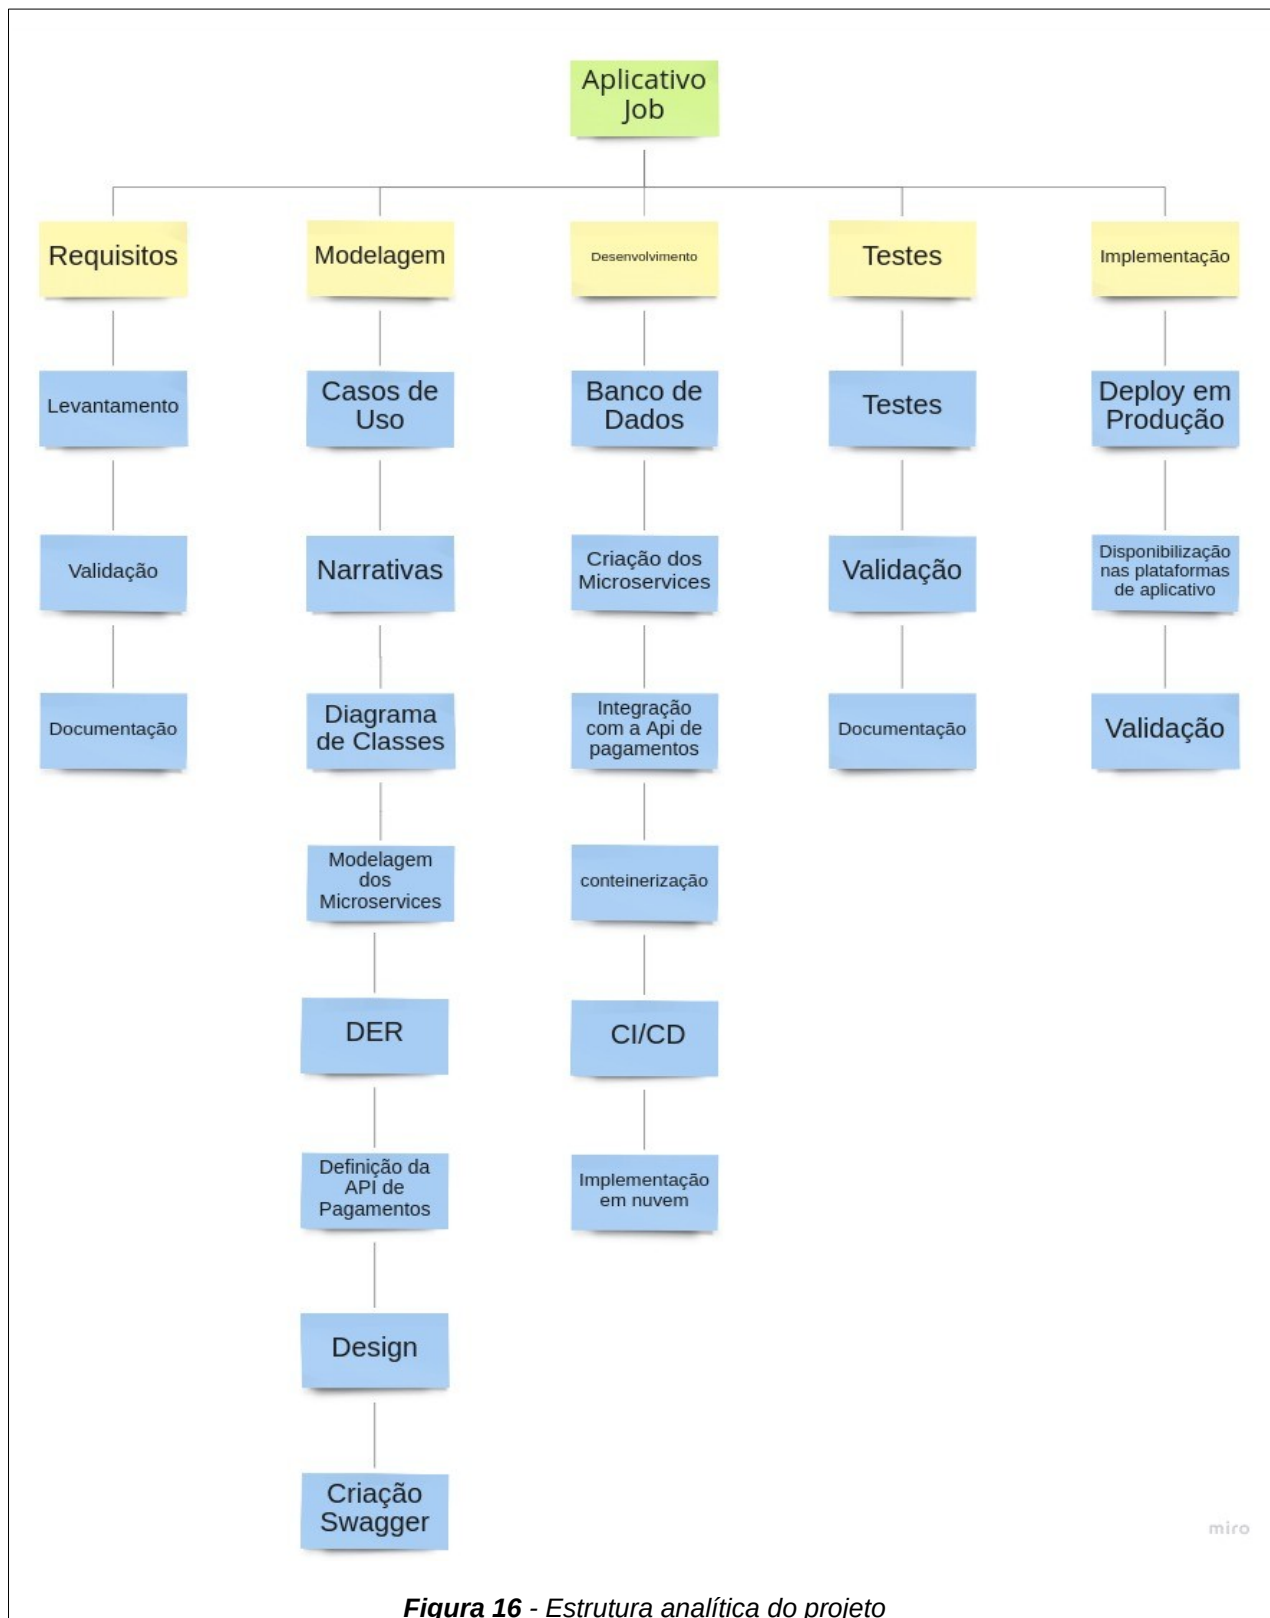 Aplicativo
Job
Requisitos
Modelagem
Desenvolvimento
Testes
Implementação
Levantamento
Casos de
Uso
Banco de
Dados
Testes
Deploy em
Produção
Validação
Narrativas
Criação dos
Microservices
Validação
Disponibilização
nas plataformas
de aplicativo
Documentação
Diagrama
de Classes
Integração
com a Api de
pagamentos
Documentação
Validação
Modelagem
dos
Microservices
conteinerização
DER
CI/CD
Definição da
API de
Pagamentos
Implementação
em nuvem
Design
Criação
Swagger
miro
Figura 16 - Estrutura analítica do projeto